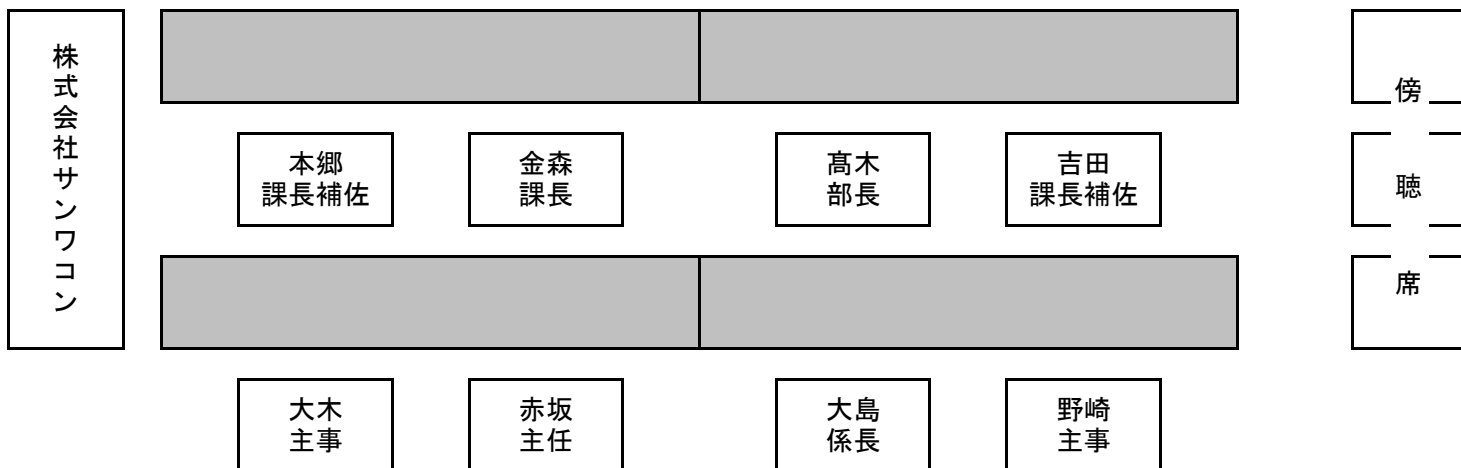 株式会社サンワコン
本郷
課長補佐
金森
課長
髙木
部長
吉田
課長補佐
傍聴席
大木
主事
赤坂
主任
大島
係長
野崎
主事